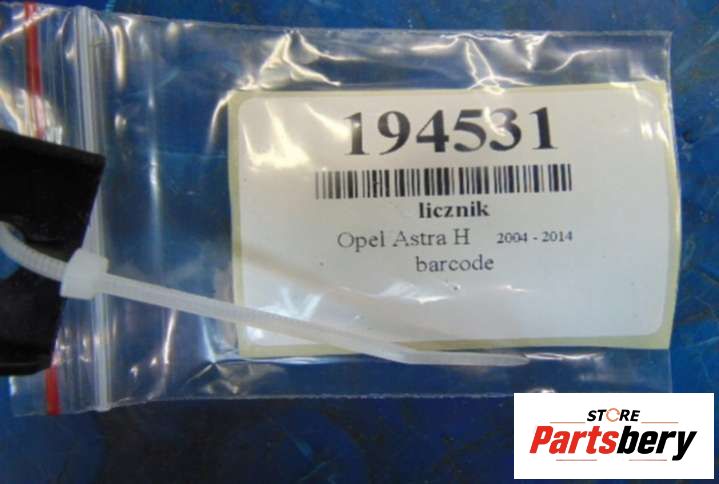 194531
licznik
Opel Astra H 2004 - 2014
barcode
STORE
Partsbery